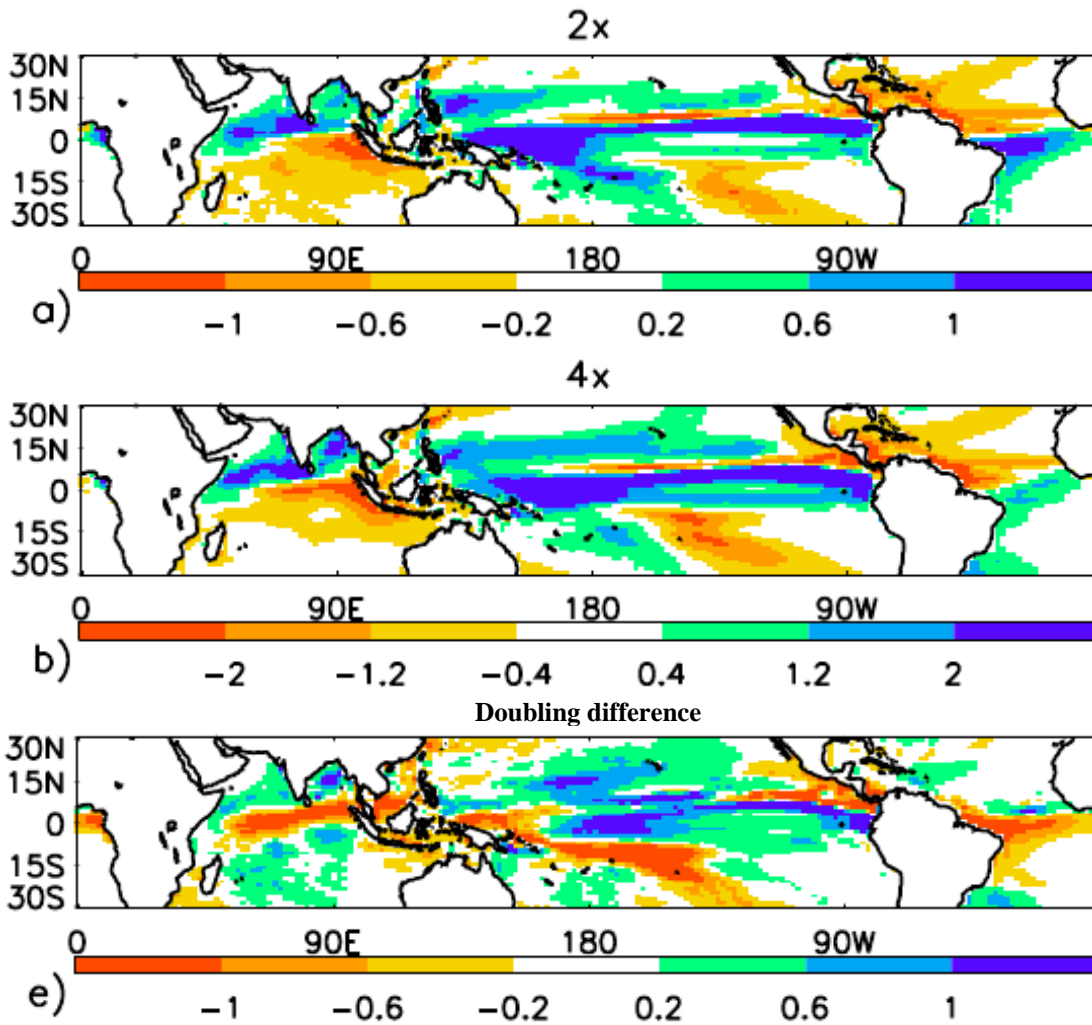 2x
30N
15N
0
15S
30S
0 90E 180 90W
a) −1 −0.6 −0.2 0.2 0.6 1
4x
30N
15N
0
15S
30S
0 90E 180 90W
b) −2 −1.2 −0.4 0.4 1.2 2
Doubling difference
30N
15N
0
15S
30S
0 90E 180 90W
e) −1 −0.6 −0.2 0.2 0.6 1